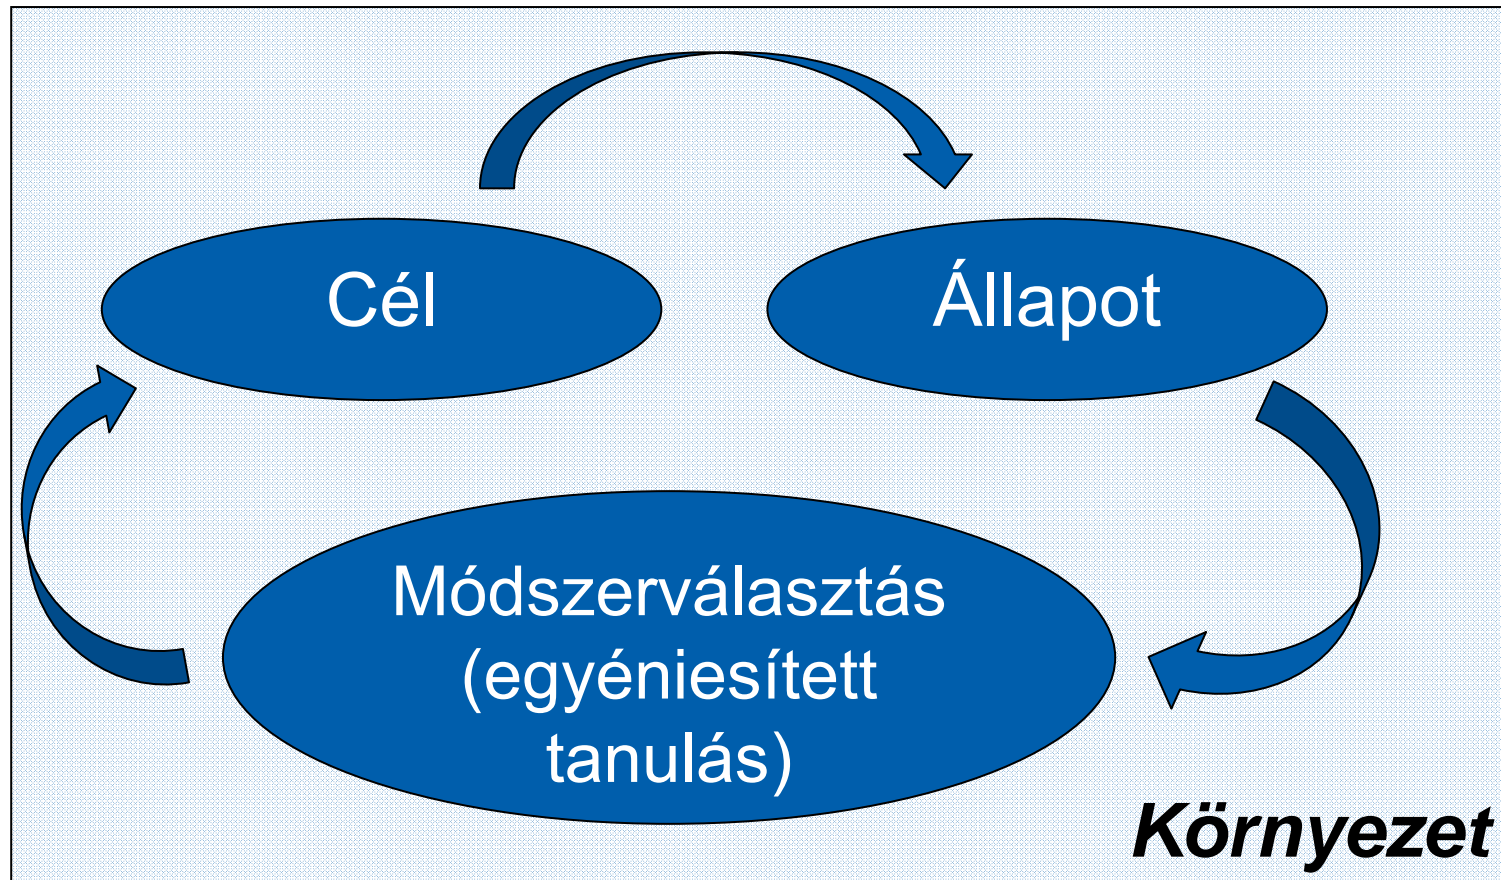 Cél
Állapot
Módszerválasztás
(egyéniesített
tanulás)
Környezet